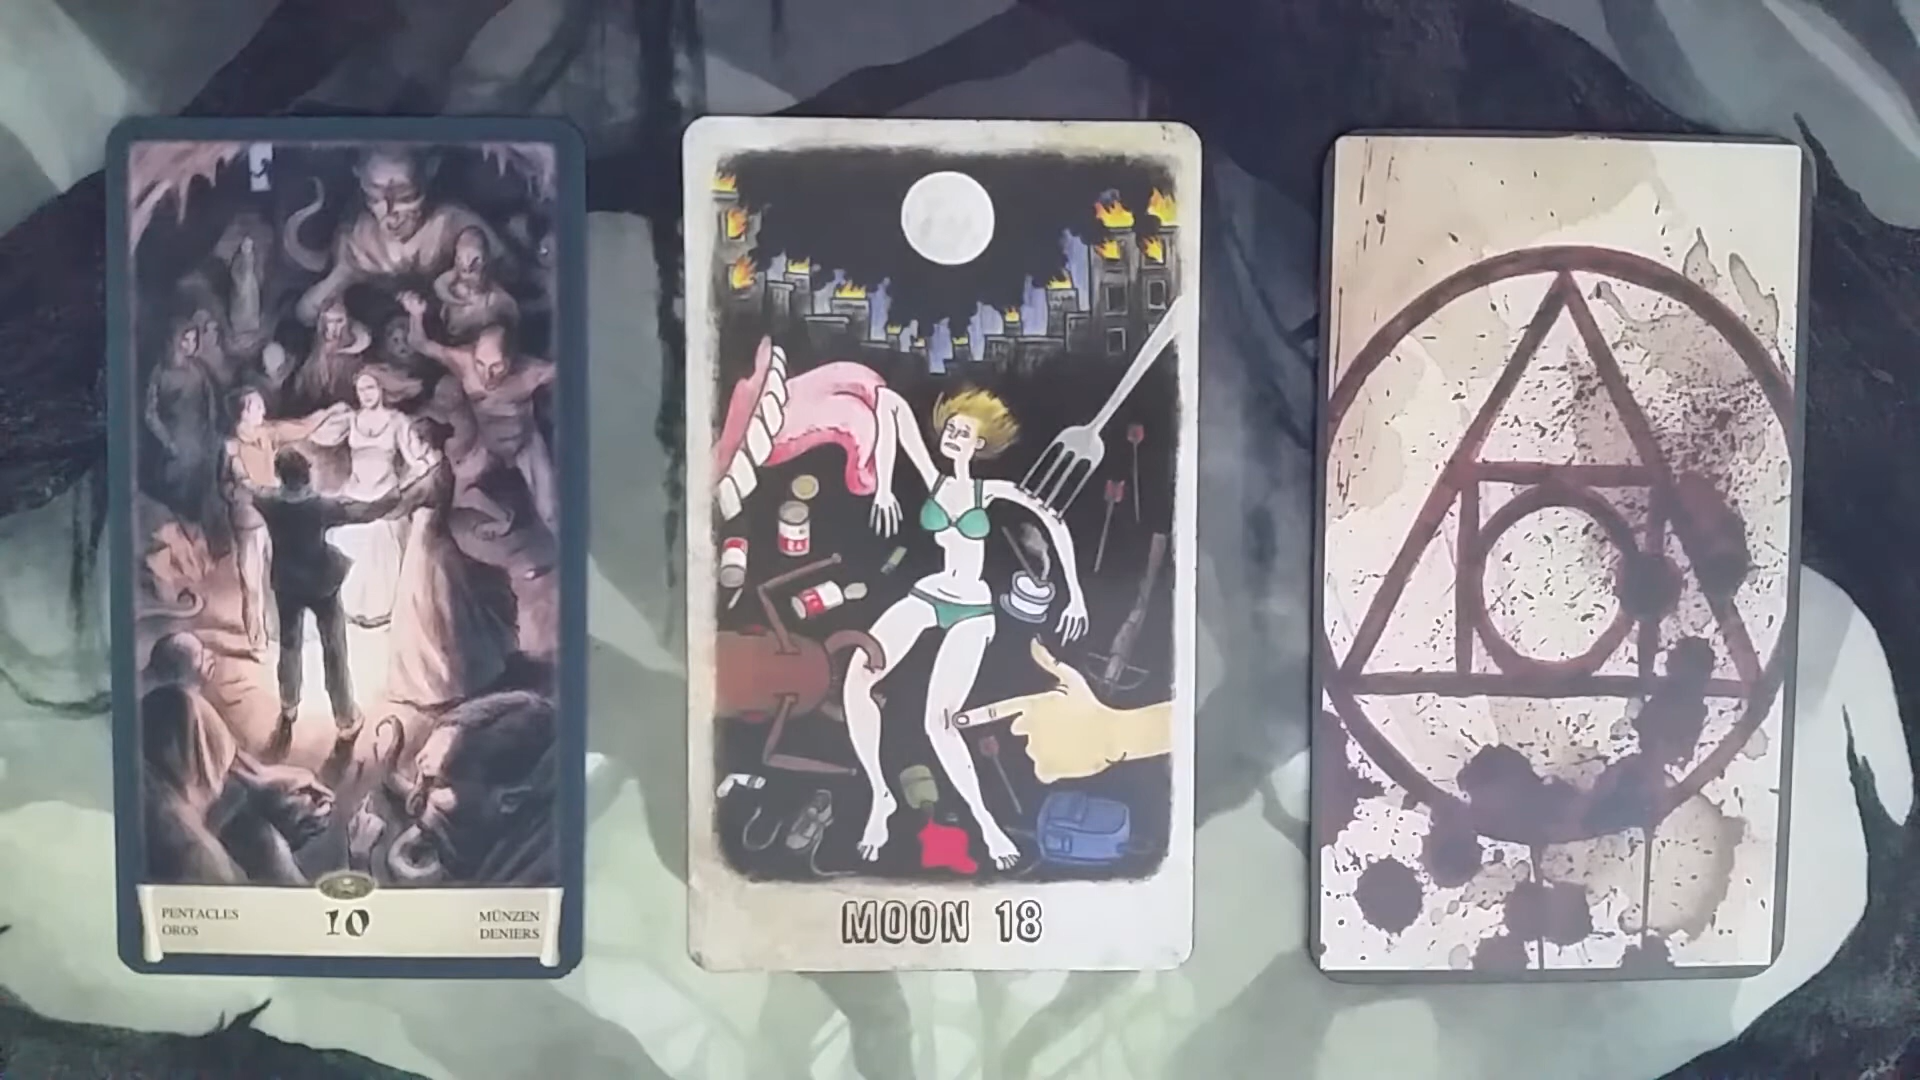 PENTACLES
OROS
10
MÜNZEN
DENIERS
MOON 18